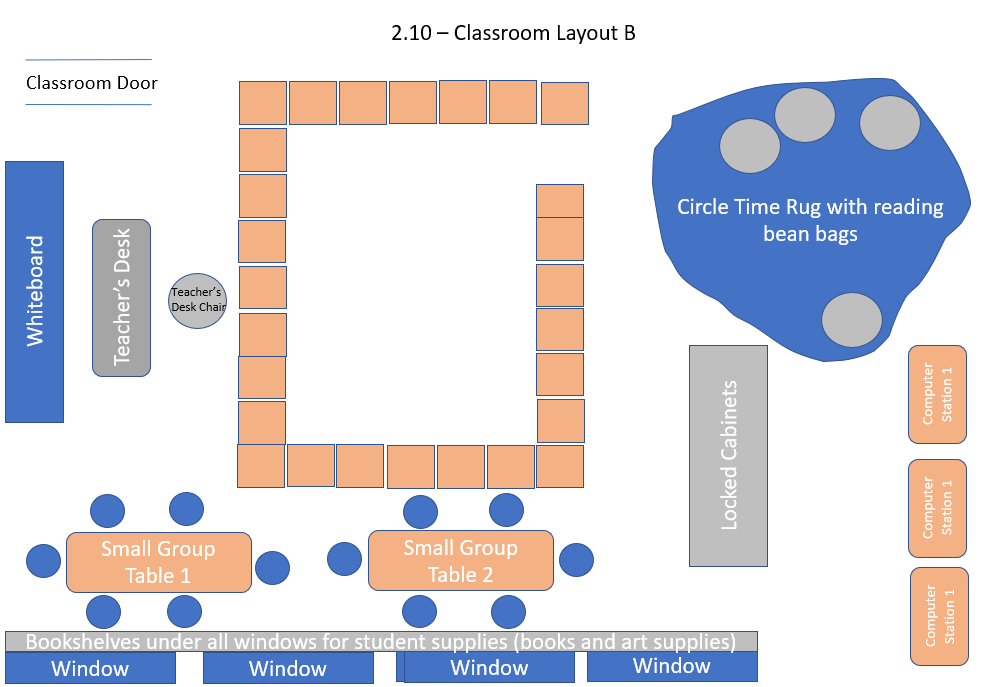 2.10 – Classroom Layout B
Classroom Door
Whiteboard
Teacher's Desk
Teacher's
Desk Chair
Circle Time Rug with reading
bean bags
Locked Cabinets
Computer
Station 1
Computer
Station 1
Computer
Station 1
Small Group
Table 1
Small Group
Table 2
Bookshelves under all windows for student supplies (books and art supplies)
Window
Window
Window
Window